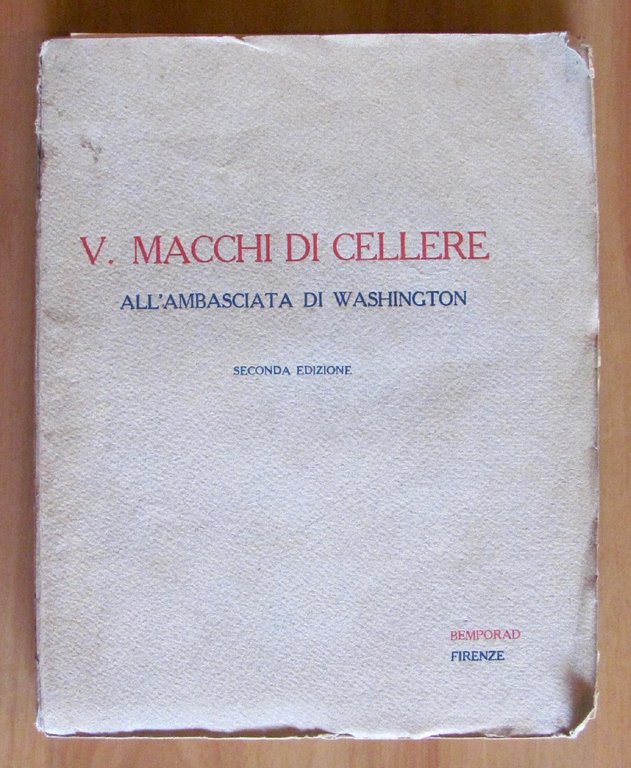 V. MACCHI DI CELLERE
ALL'AMBASCIATA DI WASHINGTON
SECONDA EDIZIONE
BEMPORAD
FIRENZE